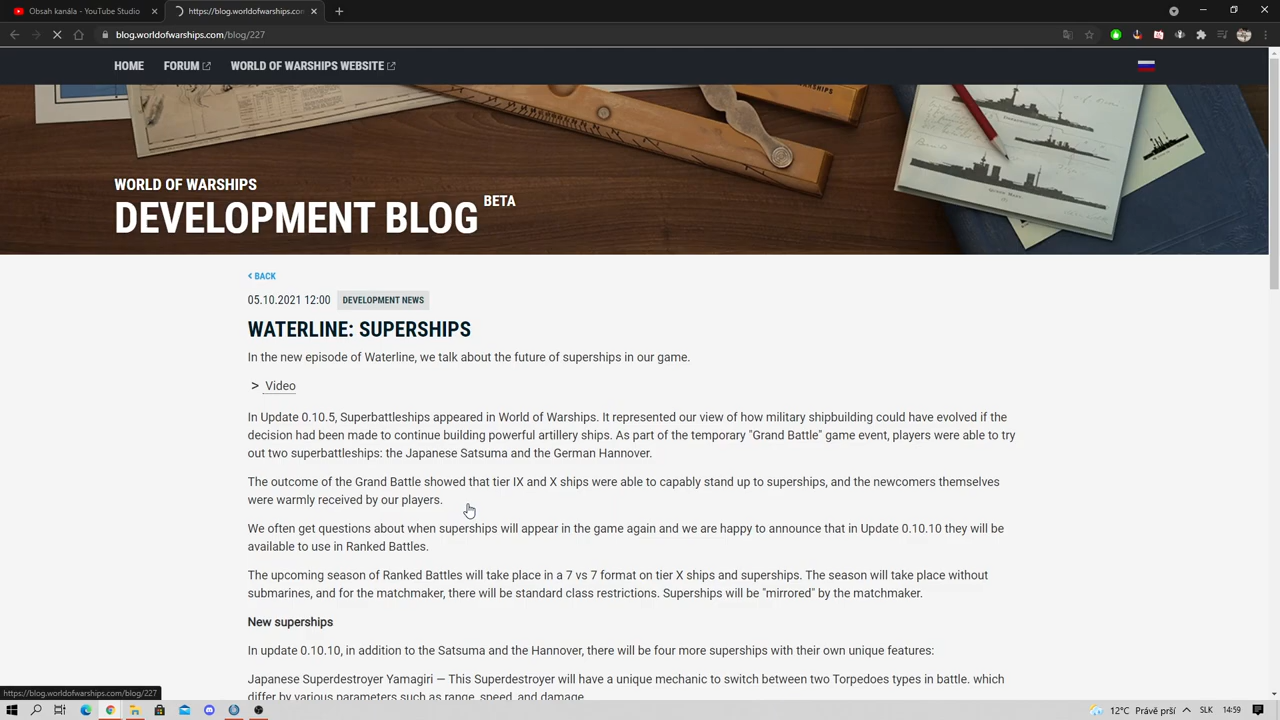 Obsah kanála - YouTube Studio
https://blog.worldofwarships.com
blog.worldofwarships.com/blog/227
HOME
FORUM
WORLD OF WARSHIPS WEBSITE
WORLD OF WARSHIPS
DEVELOPMENT BLOG BETA
BACK
05.10.2021 12:00 DEVELOPMENT NEWS
WATERLINE: SUPERSHIPS
In the new episode of Waterline, we talk about the future of superships in our game.
> Video
In Update 0.10.5, Superbattleships appeared in World of Warships. It represented our view of how military shipbuilding could have evolved if the
decision had been made to continue building powerful artillery ships. As part of the temporary "Grand Battle" game event, players were able to try
out two superbattleships: the Japanese Satsuma and the German Hannover.
The outcome of the Grand Battle showed that tier IX and X ships were able to capably stand up to superships, and the newcomers themselves
were warmly received by our players.
We often get questions about when superships will appear in the game again and we are happy to announce that in Update 0.10.10 they will be
available to use in Ranked Battles.
The upcoming season of Ranked Battles will take place in a 7 vs 7 format on tier X ships and superships. The season will take place without
submarines, and for the matchmaker, there will be standard class restrictions. Superships will be "mirrored" by the matchmaker.
New superships
In update 0.10.10, in addition to the Satsuma and the Hannover, there will be four more superships with their own unique features:
Japanese Superdestroyer Yamagiri — This Superdestroyer will have a unique mechanic to switch between two Torpedoes types in battle. which
differ by various parameters such as range, speed, and damage.
https://blog.worldofwarships.com/blog/227
12°C Právě prší SLK 14:59